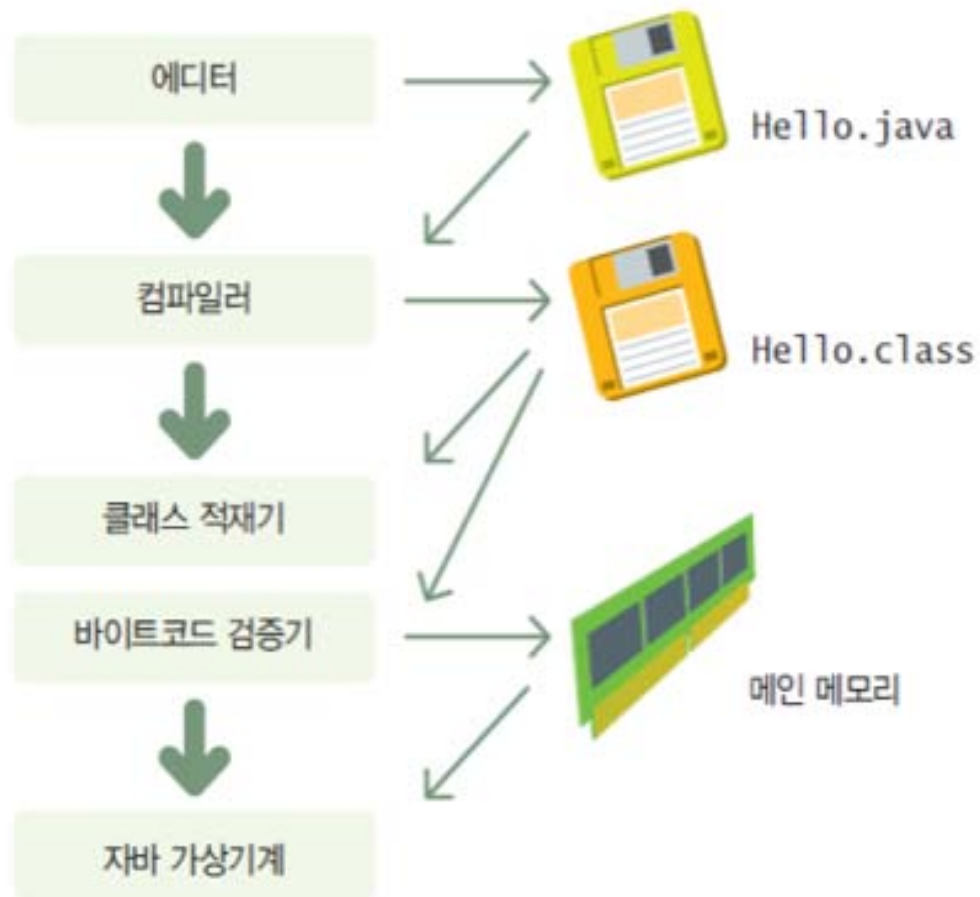 에디터
Hello.java
컴파일러
Hello.class
클래스 적재기
바이트코드 검증기
메인 메모리
자바 가상기계